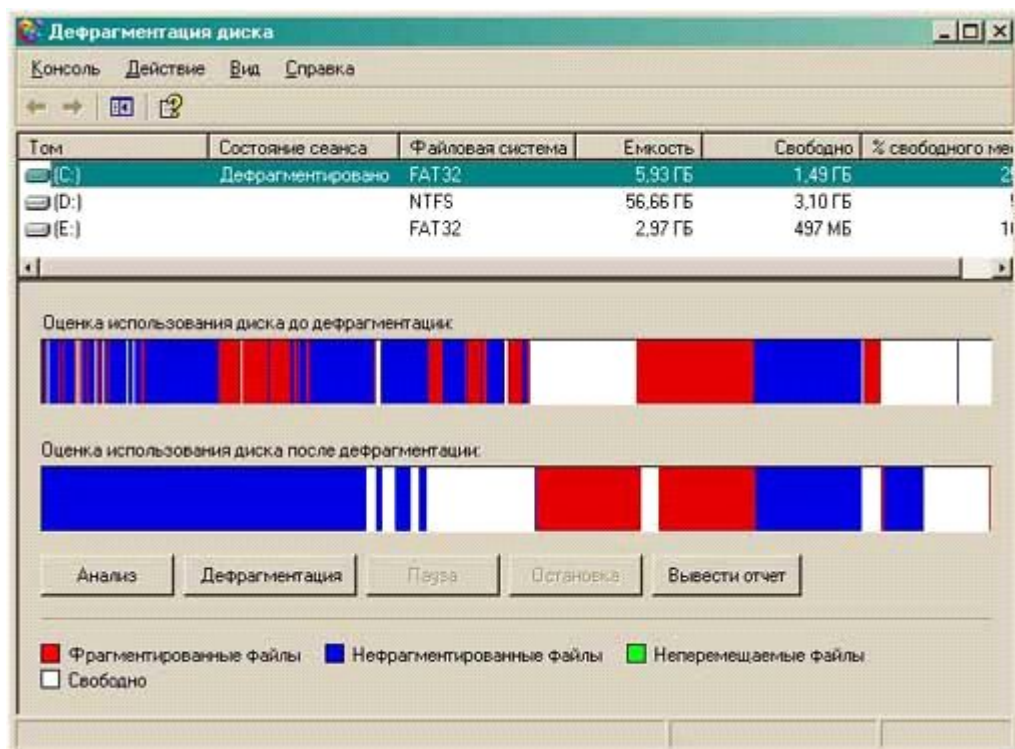 Дефрагментация диска
Консоль Действие Вид Справка
Том Состояние сеанса Файловая система Емкость Свободно % свободного ме
(C:) Дефрагментировано FAT32 5,93 ГБ 1,49 ГБ
(D:) NTFS 56,66 ГБ 3,10 ГБ
(E:) FAT32 2,97 ГБ 497 МБ
Оценка использования диска до дефрагментации:
Оценка использования диска после дефрагментации:
Анализ Дефрагментация Пауза Остановка Вывести отчет
Фрагментированные файлы Нефрагментированные файлы Неперемещаемые файлы
Свободно